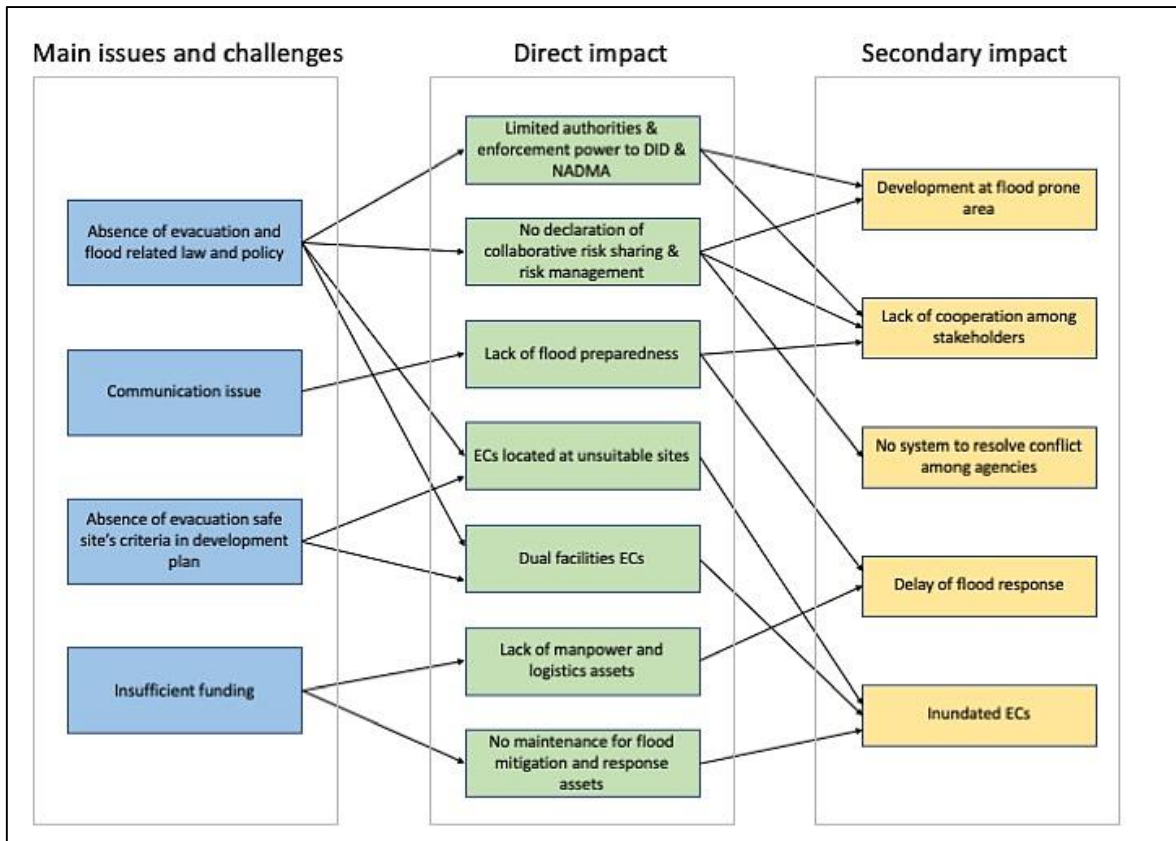 Main issues and challenges
Absence of evacuation and
flood related law and policy
Communication issue
Absence of evacuation safe
site's criteria in development
plan
Insufficient funding
Direct impact
Limited authorities &
enforcement power to DID &
NADMA
No declaration of
collaborative risk sharing &
risk management
Lack of flood preparedness
ECs located at unsuitable sites
Dual facilities ECs
Lack of manpower and
logistics assets
No maintenance for flood
mitigation and response
assets
Secondary impact
Development at flood prone
area
Lack of cooperation among
stakeholders
No system to resolve conflict
among agencies
Delay of flood response
Inundated ECs